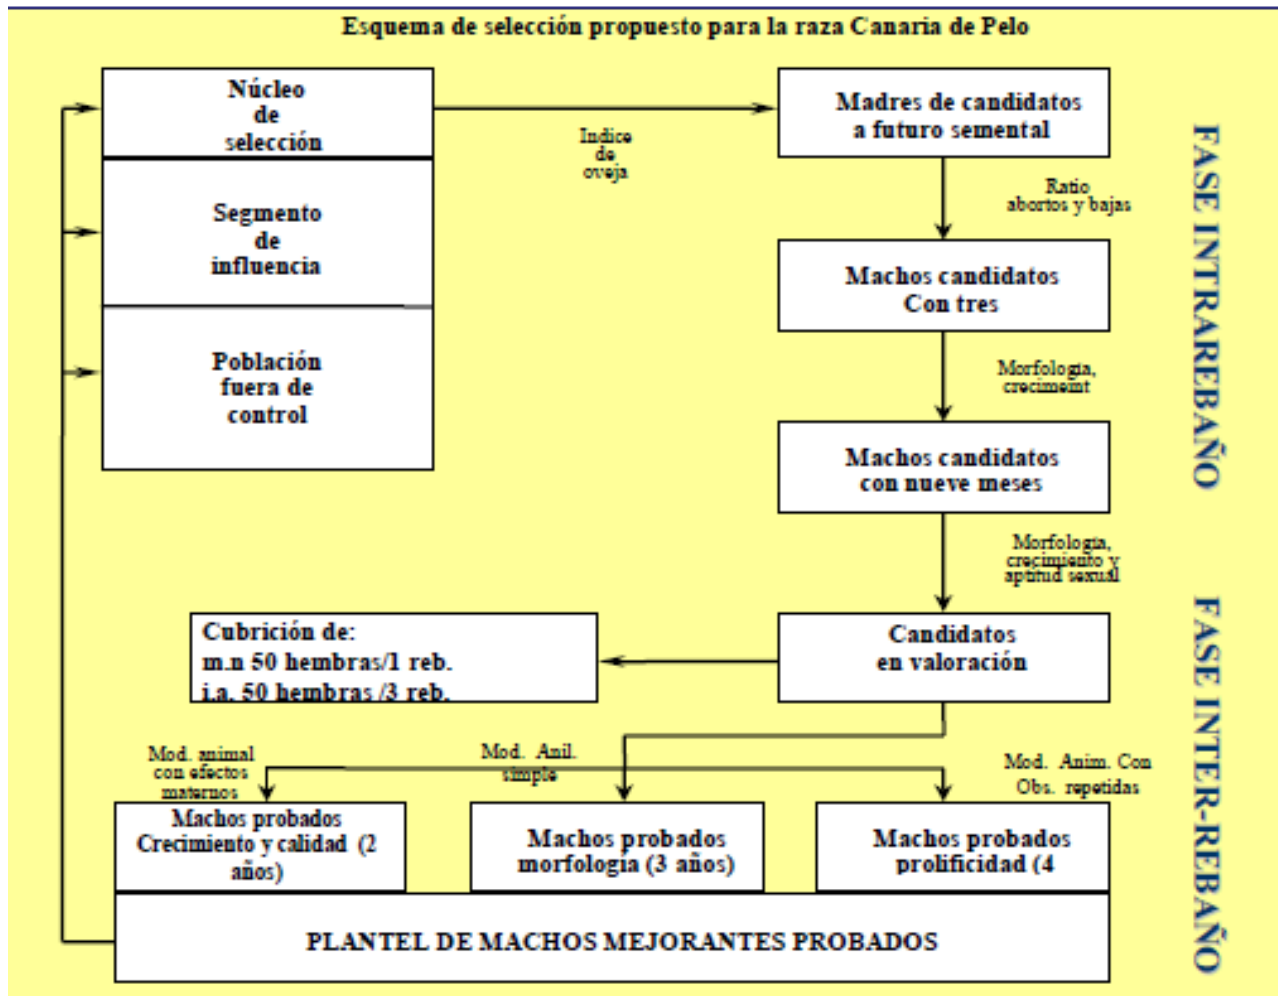 Esquema de selección propuesto para la raza Canaria de Pelo
Núcleo
de
selección
Segmento
de
influencia
Población
fuera de
control
Indice
de
oveja
Madres de candidatos
a futuro semental
Ratio
abortos y bajas
Machos candidatos
Con tres
Morfología,
crecimeint
Machos candidatos
con nueve meses
Morfología,
crecimiento y
aptitud sexual
Candidatos
en valoración
Cubrición de:
m.n 50 hembras/1 reb.
i.a. 50 hembras /3 reb.
Mod. animal
con efectos
maternos
Mod. Anil.
simple
Mod. Anim. Con
Obs. repetidas
Machos probados
Crecimiento y calidad (2
años)
Machos probados
morfología (3 años)
Machos probados
prolificidad (4
PLANTEL DE MACHOS MEJORANTES PROBADOS
FASE INTRAREBAÑO
FASE INTER-REBAÑO